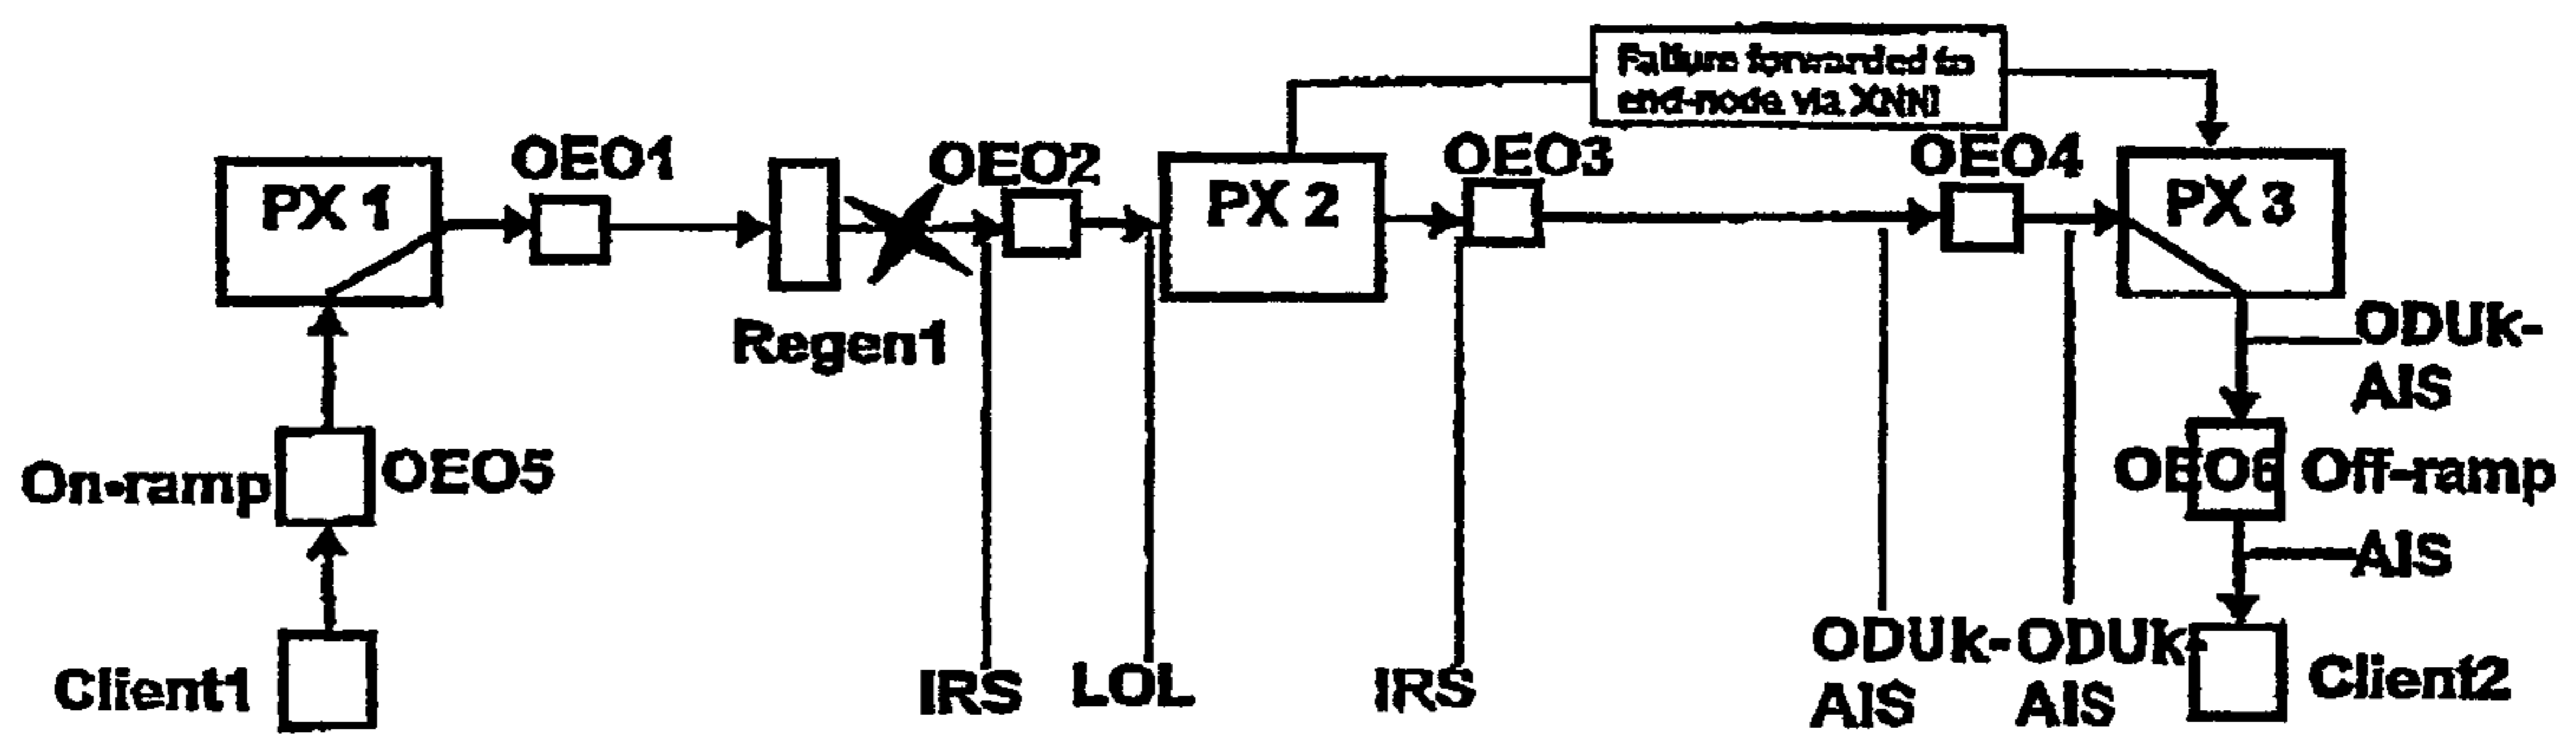 Failure forwarded to
end-node via XNNI
OEO1
OEO2
OEO3
OEO4
PX 1
PX 2
PX 3
Regen1
ODUk-
AIS
On-ramp
OEO5
OEO6
Off-ramp
AIS
Client1
IRS
LOL
IRS
ODUk-
AIS
ODUk-
AIS
Client2